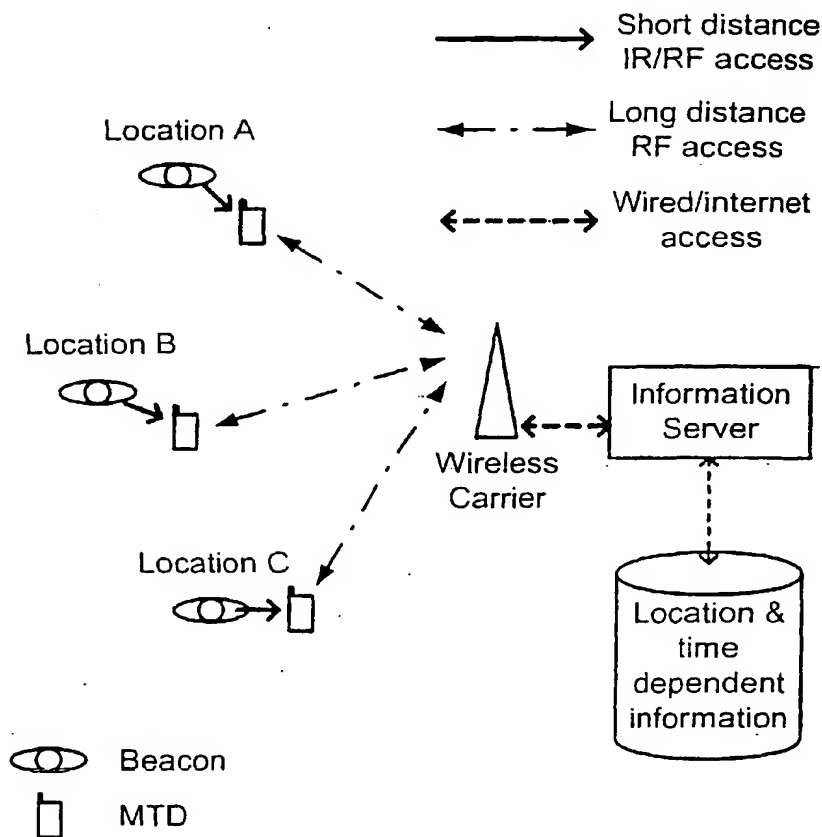 Short distance
IR/RF access
Location A
Long distance
RF access
Wired/internet
access
Location B
Information
Server
Wireless
Carrier
Location C
Location &
time
dependent
information
Beacon
MTD